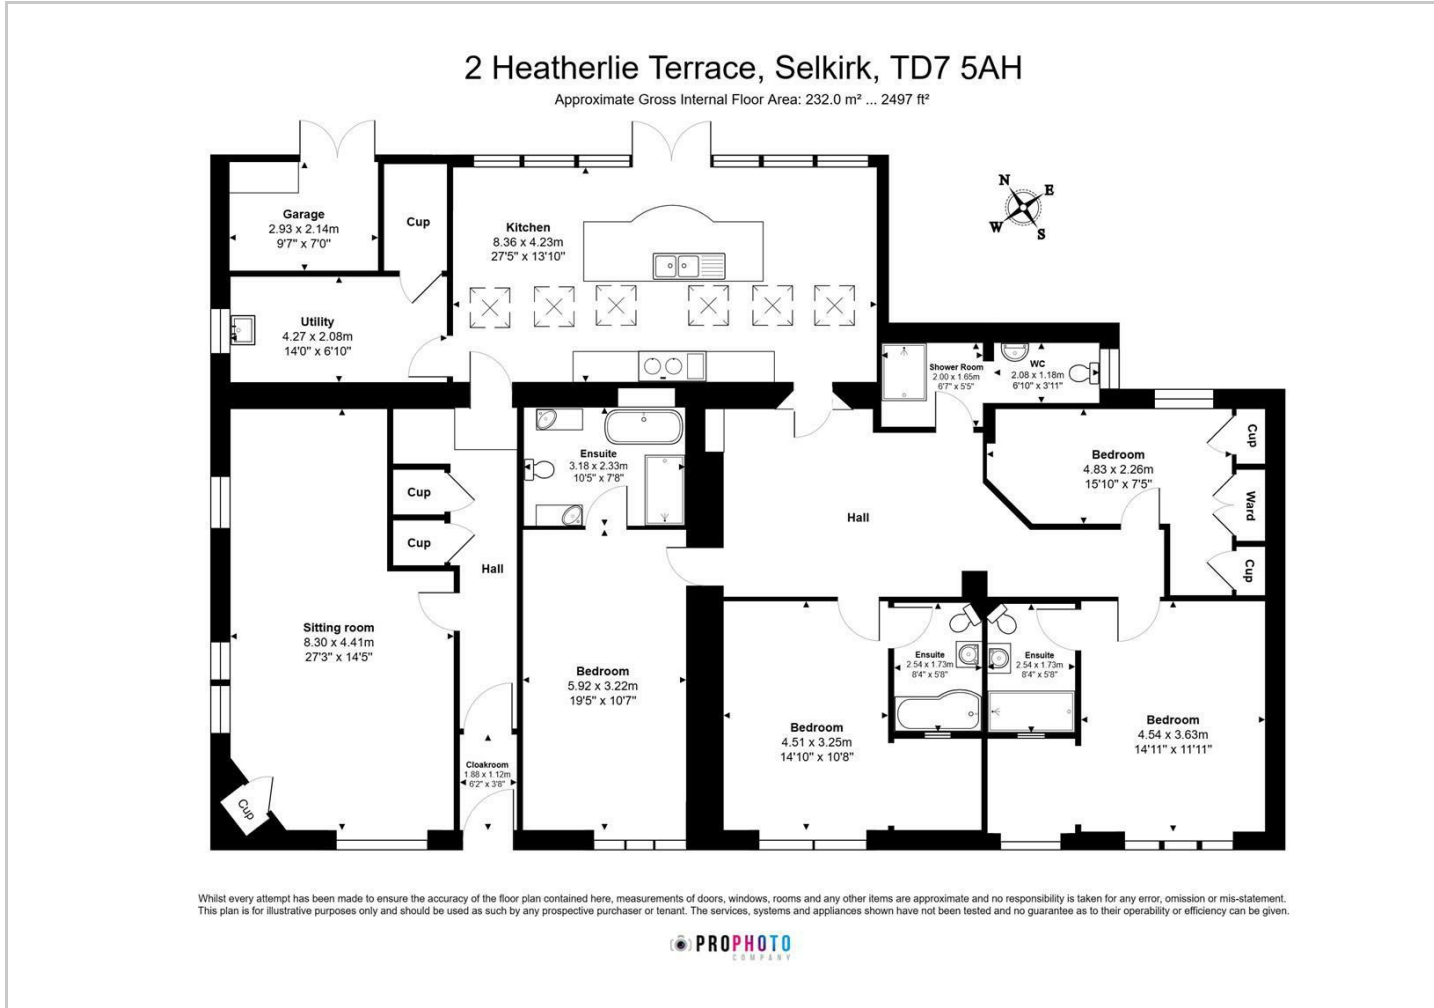 2 Heatherlie Terrace, Selkirk, TD7 5AH
Approximate Gross Internal Floor Area: 232.0 m² ... 2497 ft²
N
E
W
S
Garage
2.93 x 2.14m
9'7" x 7'0"
Cup
Kitchen
8.36 x 4.23m
27'5" x 13'10"
Utility
4.27 x 2.08m
14'0" x 6'10"
Shower Room
2.00 x 1.65m
6'7" x 5'5"
WC
2.08 x 1.18m
6'10" x 3'11"
Ensuite
3.18 x 2.33m
10'5" x 7'8"
Bedroom
4.83 x 2.26m
15'10" x 7'5"
Cup
Ward
Cup
Cup
Cup
Hall
Hall
Sitting room
8.30 x 4.41m
27'3" x 14'5"
Bedroom
5.92 x 3.22m
19'5" x 10'7"
Ensuite
2.54 x 1.73m
8'4" x 5'8"
Ensuite
2.54 x 1.73m
8'4" x 5'8"
Bedroom
4.51 x 3.25m
14'10" x 10'8"
Bedroom
4.54 x 3.63m
14'11" x 11'11"
Cloakroom
1.88 x 1.12m
6'2" x 3'8"
Cup
Whilst every attempt has been made to ensure the accuracy of the floor plan contained here, measurements of doors, windows, rooms and any other items are approximate and no responsibility is taken for any error, omission or mis-statement.
This plan is for illustrative purposes only and should be used as such by any prospective purchaser or tenant. The services, systems and appliances shown have not been tested and no guarantee as to their operability or efficiency can be given.
PROPHOTO
COMPANY